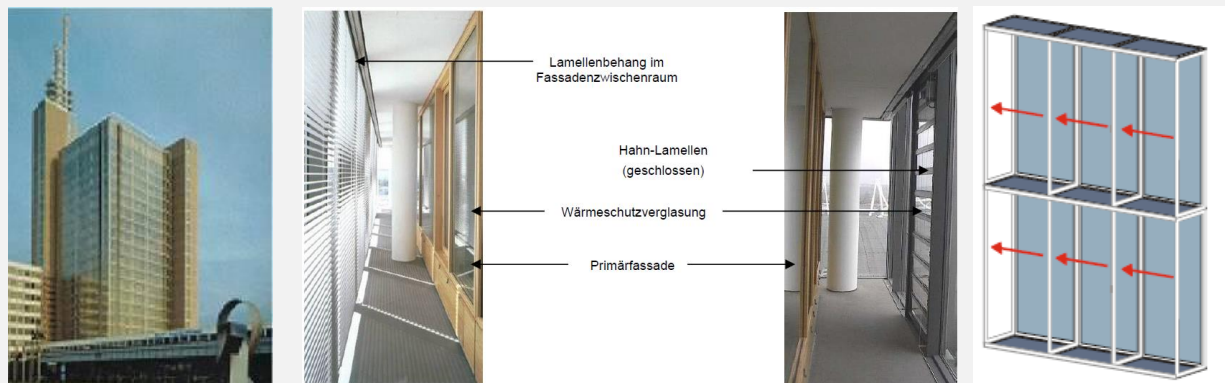 Lamellenbehang im
Fassadenzwischenraum
Hahn-Lamellen
(geschlossen)
Wärmeschutzverglasung
Primärfassade